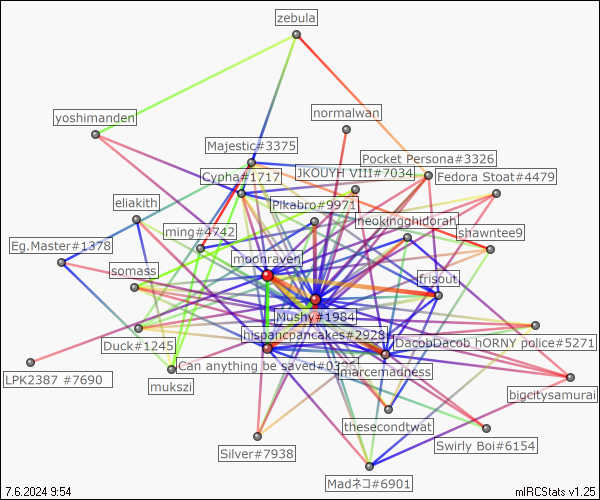 zebula
yoshimanden
normalwan
Majestic#3375
Pocket Persona#3326
Cypha#1717
JKOUYH VIII#7034
Fedora Stoat#4479
eliakith
Pikabro#9971
neokingghidorah
ming#4742
shawntee9
Eg.Master#1378
moonraven
somass
frisout
Mushy#1984
hispancpancakes#2928
Duck#1245
DacobDacob hORNY police#5271
Can anything be saved#0336
marcemadness
LPK2387 #7690
mukszi
bigcitysamurai
thesecondtwat
Silver#7938
Swirly Boi#6154
Madネコ#6901
7.6.2024 9:54
mIRCStats v1.25